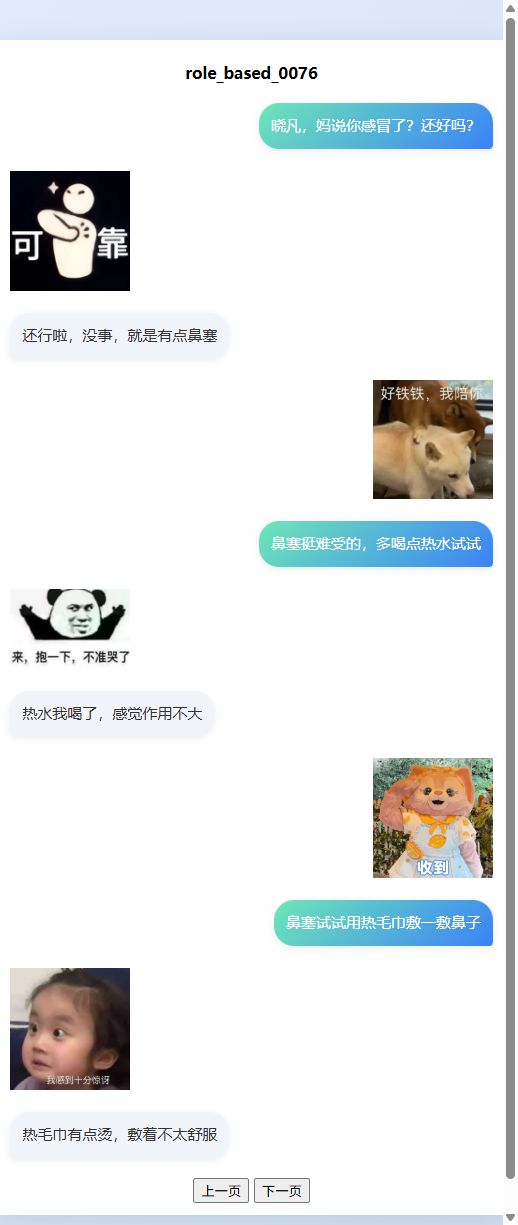 role_based_0076
晓凡，妈说你感冒了？还好吗？
可靠
还行啦，没事，就是有点鼻塞
好铁铁，我陪你
鼻塞挺难受的，多喝点热水试试
来，抱一下，不准哭了
热水我喝了，感觉作用不大
收到
鼻塞试试用热毛巾敷一敷鼻子
我感到十分惊讶
热毛巾有点烫，敷着不太舒服
上一页 下一页